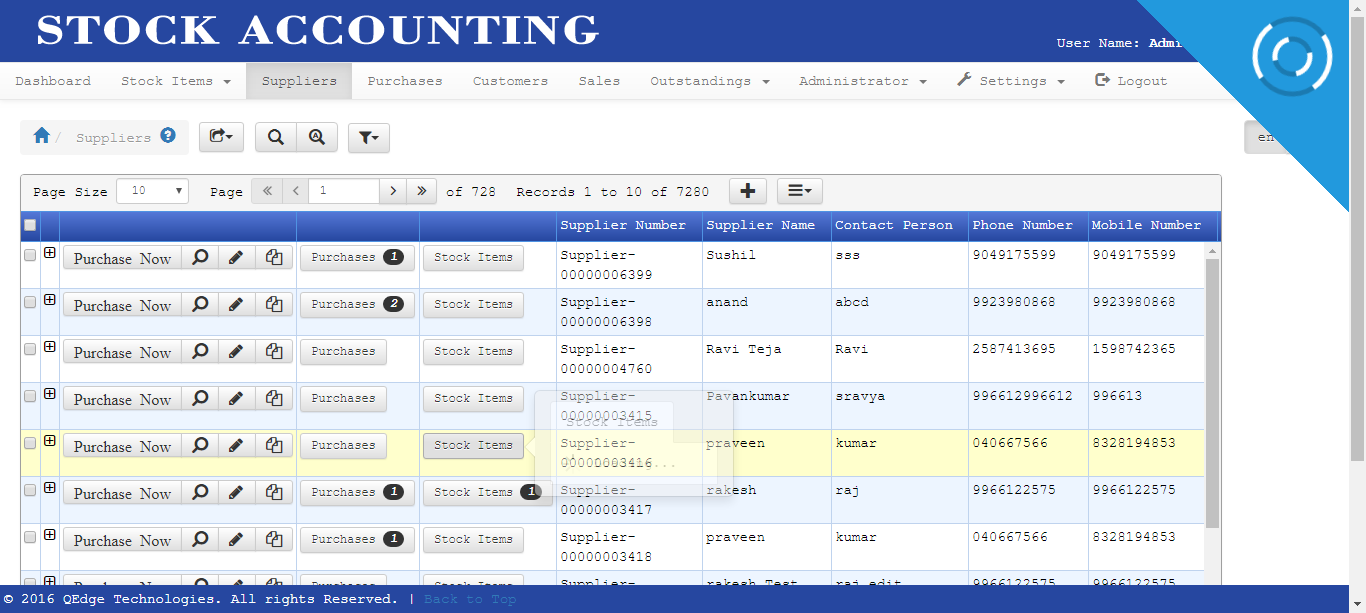 STOCK ACCOUNTING
User Name: Admi
Dashboard Stock Items Suppliers Purchases Customers Sales Outstandings Administrator Settings Logout
/ Suppliers
en
Page Size 10 Page 1 of 728 Records 1 to 10 of 7280
Supplier Number Supplier Name Contact Person Phone Number Mobile Number
Purchase Now Purchases 1 Stock Items Supplier-00000006399 Sushil sss 9049175599 9049175599
Purchase Now Purchases 2 Stock Items Supplier-00000006398 anand abcd 9923980868 9923980868
Purchase Now Purchases Stock Items Supplier-00000004760 Ravi Teja Ravi 2587413695 1598742365
Purchase Now Purchases Stock Items Supplier-00000003415 Pavankumar sravya 996612996612 996613
Stock Items
Purchase Now Purchases Stock Items Supplier-00000003416 praveen kumar 040667566 8328194853
Purchase Now Purchases 1 Stock Items 1 Supplier-00000003417 rakesh raj 9966122575 9966122575
Purchase Now Purchases 1 Stock Items Supplier-00000003418 praveen kumar 040667566 8328194853
Purchase Now Purchases Stock Items Supplier- rakesh Test raj edit 9966122575 9966122575
© 2016 QEdge Technologies. All rights Reserved. | Back to Top